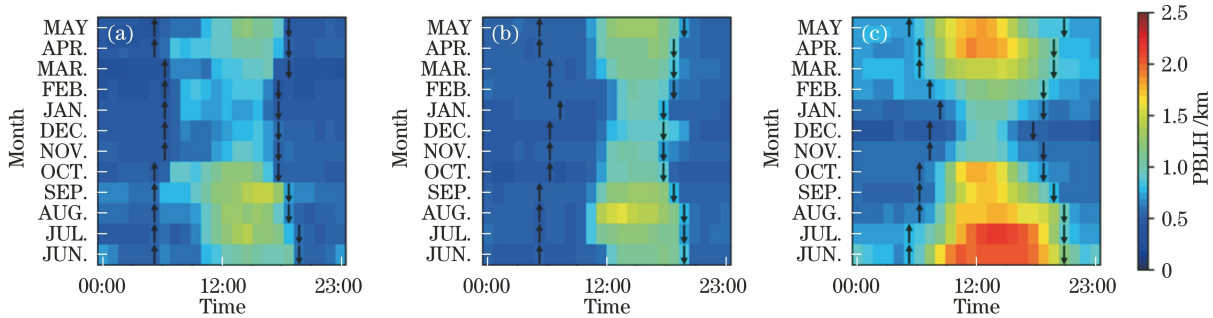 (a)
MAY
APR.
MAR.
FEB.
JAN.
DEC.
NOV.
OCT.
SEP.
AUG.
JUL.
JUN.
Month
00:00 12:00 23:00
Time
(b)
MAY
APR.
MAR.
FEB.
JAN.
DEC.
NOV.
OCT.
SEP.
AUG.
JUL.
JUN.
Month
00:00 12:00 23:00
Time
(c)
MAY
APR.
MAR.
FEB.
JAN.
DEC.
NOV.
OCT.
SEP.
AUG.
JUL.
JUN.
Month
00:00 12:00 23:00
Time
2.5
2.0
1.5
1.0
0.5
0
PBLH /km